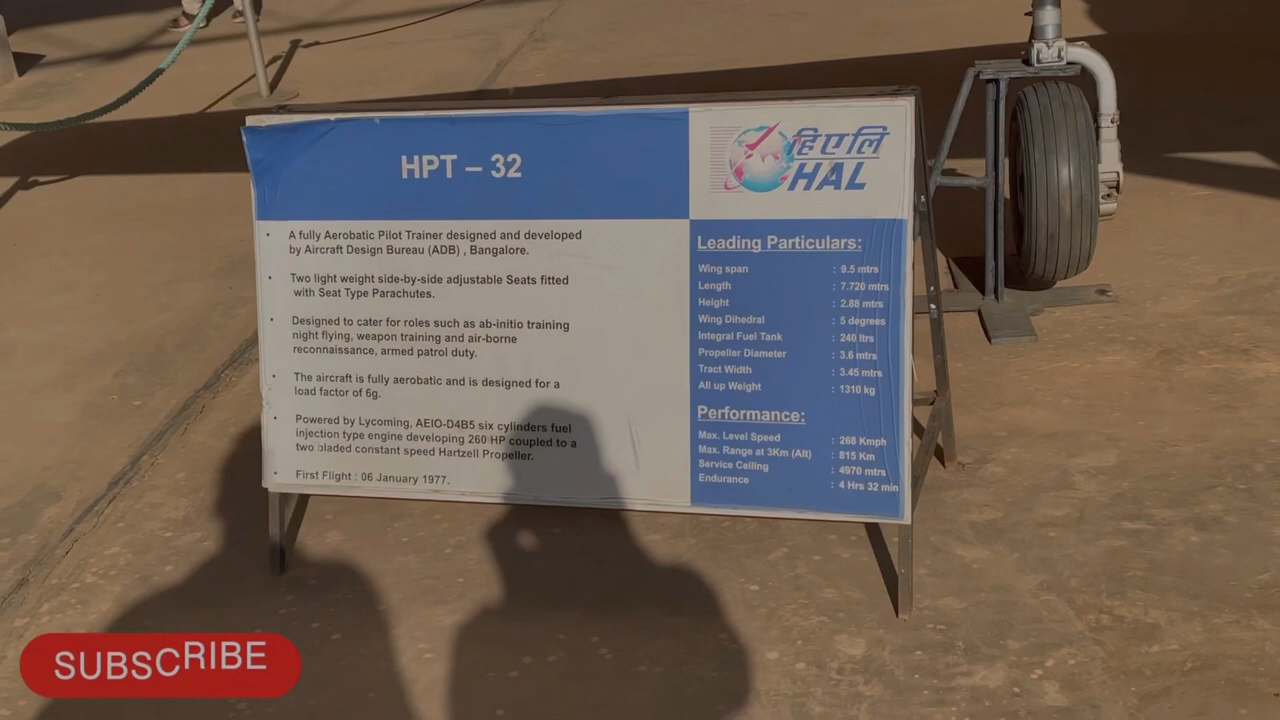 HPT – 32
हिएलि
HAL
• A fully Aerobatic Pilot Trainer designed and developed
by Aircraft Design Bureau (ADB) , Bangalore.
• Two light weight side-by-side adjustable Seats fitted
with Seat Type Parachutes.
• Designed to cater for roles such as ab-initio training
night flying, weapon training and air-borne
reconnaissance, armed patrol duty.
• The aircraft is fully aerobatic and is designed for a
load factor of 6g.
• Powered by Lycoming, AEIO-D4B5 six cylinders fuel
injection type engine developing 260 HP coupled to a
two bladed constant speed Hartzell Propeller.
• First Flight : 06 January 1977.
Leading Particulars:
Wing span : 9.5 mtrs
Length : 7.720 mtrs
Height : 2.88 mtrs
Wing Dihedral : 5 degrees
Integral Fuel Tank : 240 ltrs
Propeller Diameter : 3.6 mtrs
Tract Width : 3.45 mtrs
All up Weight : 1310 kg
Performance:
Max. Level Speed : 268 Kmph
Max. Range at 3Km (Alt) : 815 Km
Service Ceiling : 4970 mtrs
Endurance : 4 Hrs 32 min
SUBSCRIBE